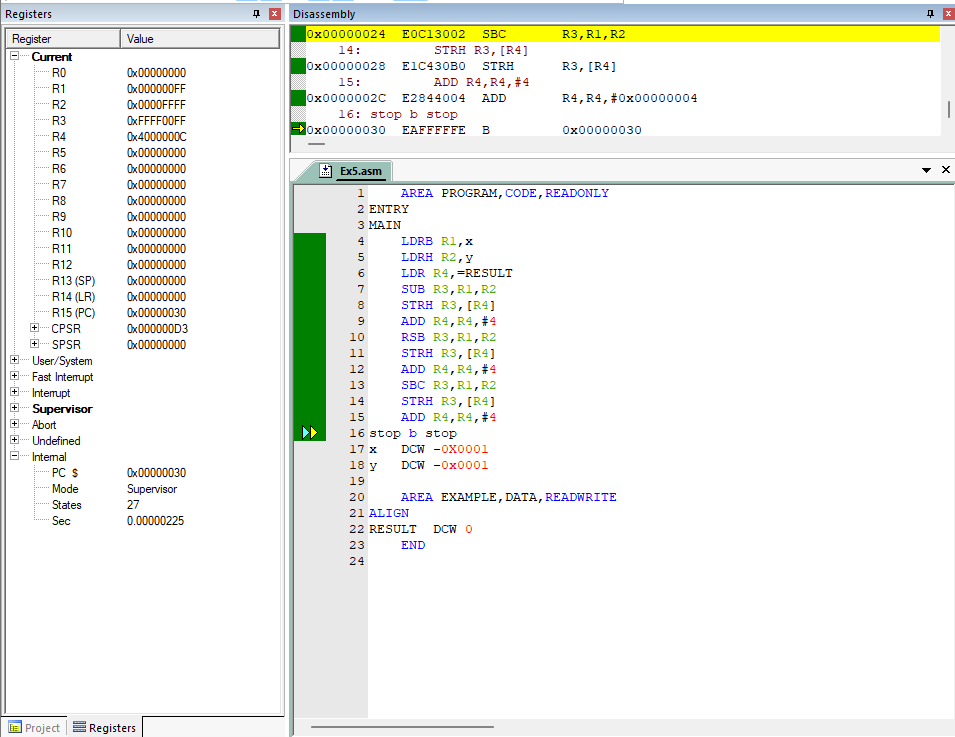 Registers
Register Value
Current
R0 0x00000000
R1 0x000000FF
R2 0x0000FFFF
R3 0xFFFF00FF
R4 0x4000000C
R5 0x00000000
R6 0x00000000
R7 0x00000000
R8 0x00000000
R9 0x00000000
R10 0x00000000
R11 0x00000000
R12 0x00000000
R13 (SP) 0x00000000
R14 (LR) 0x00000000
R15 (PC) 0x00000030
CPSR 0x000000D3
SPSR 0x00000000
User/System
Fast Interrupt
Interrupt
Supervisor
Abort
Undefined
Internal
PC $ 0x00000030
Mode Supervisor
States 27
Sec 0.00000225
Project Registers
Disassembly
0x00000024 E0C13002 SBC R3,R1,R2
14: STRH R3,[R4]
0x00000028 E1C430B0 STRH R3,[R4]
15: ADD R4,R4,#4
0x0000002C E2844004 ADD R4,R4,#0x00000004
16: stop b stop
0x00000030 EAFFFFFE B 0x00000030
Ex5.asm
1 AREA PROGRAM,CODE,READONLY
2 ENTRY
3 MAIN
4 LDRB R1,x
5 LDRH R2,y
6 LDR R4,=RESULT
7 SUB R3,R1,R2
8 STRH R3,[R4]
9 ADD R4,R4,#4
10 RSB R3,R1,R2
11 STRH R3,[R4]
12 ADD R4,R4,#4
13 SBC R3,R1,R2
14 STRH R3,[R4]
15 ADD R4,R4,#4
16 stop b stop
17 x DCW -0X0001
18 y DCW -0x0001
19
20 AREA EXAMPLE,DATA,READWRITE
21 ALIGN
22 RESULT DCW 0
23 END
24